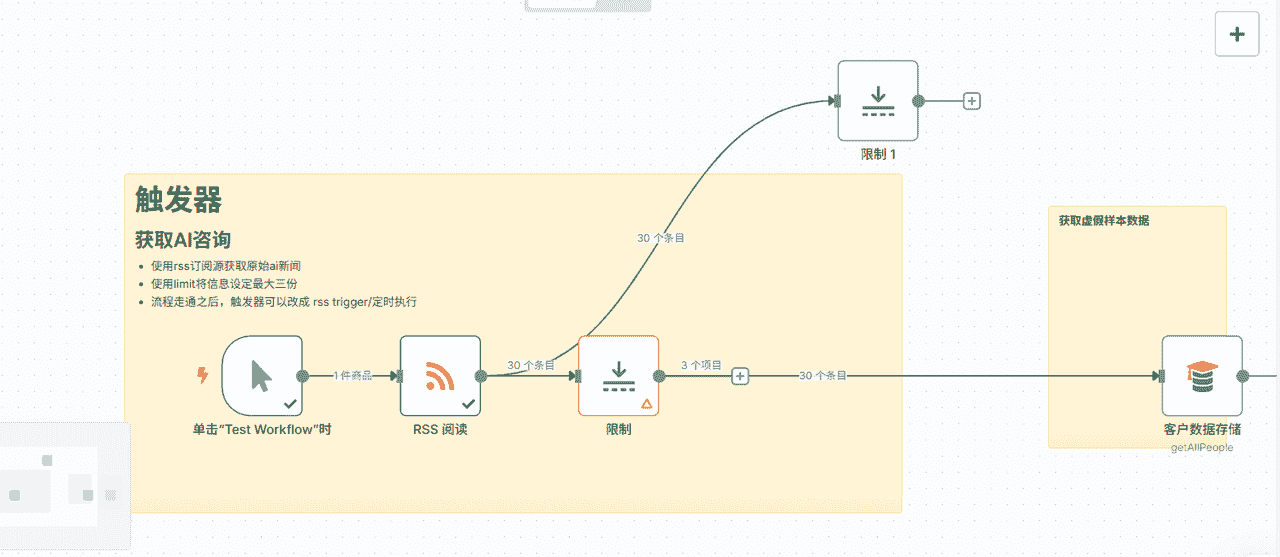 限制 1
触发器
获取AI咨询
使用rss订阅源获取原始ai新闻
使用limit将信息设定最大三份
流程走通之后，触发器可以改成 rss trigger/定时执行
30 个条目
获取虚假样本数据
1 件商品
30 个条目
3 个项目
30 个条目
单击“Test Workflow”时
RSS 阅读
限制
客户数据存储
getAllPeople